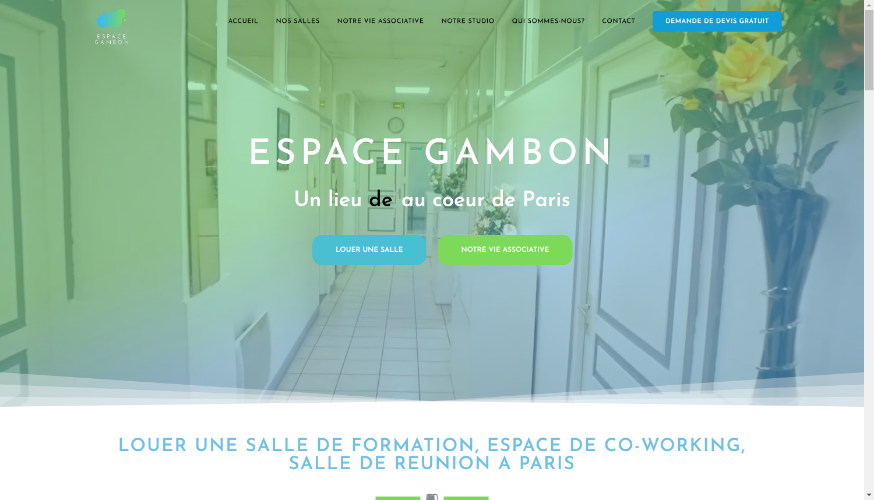 ESPACE
GAMBON
ACCUEIL NOS SALLES NOTRE VIE ASSOCIATIVE NOTRE STUDIO QUI SOMMES-NOUS? CONTACT DEMANDE DE DEVIS GRATUIT
ESPACE GAMBON
Un lieu de au coeur de Paris
LOUER UNE SALLE NOTRE VIE ASSOCIATIVE
LOUER UNE SALLE DE FORMATION, ESPACE DE CO-WORKING,
SALLE DE REUNION A PARIS